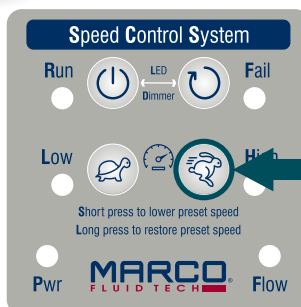 Speed Control System
Run LED Fail
Dimmer
Low High
Short press to lower preset speed
Long press to restore preset speed
MARCO
FLUID TECH
Pwr Flow